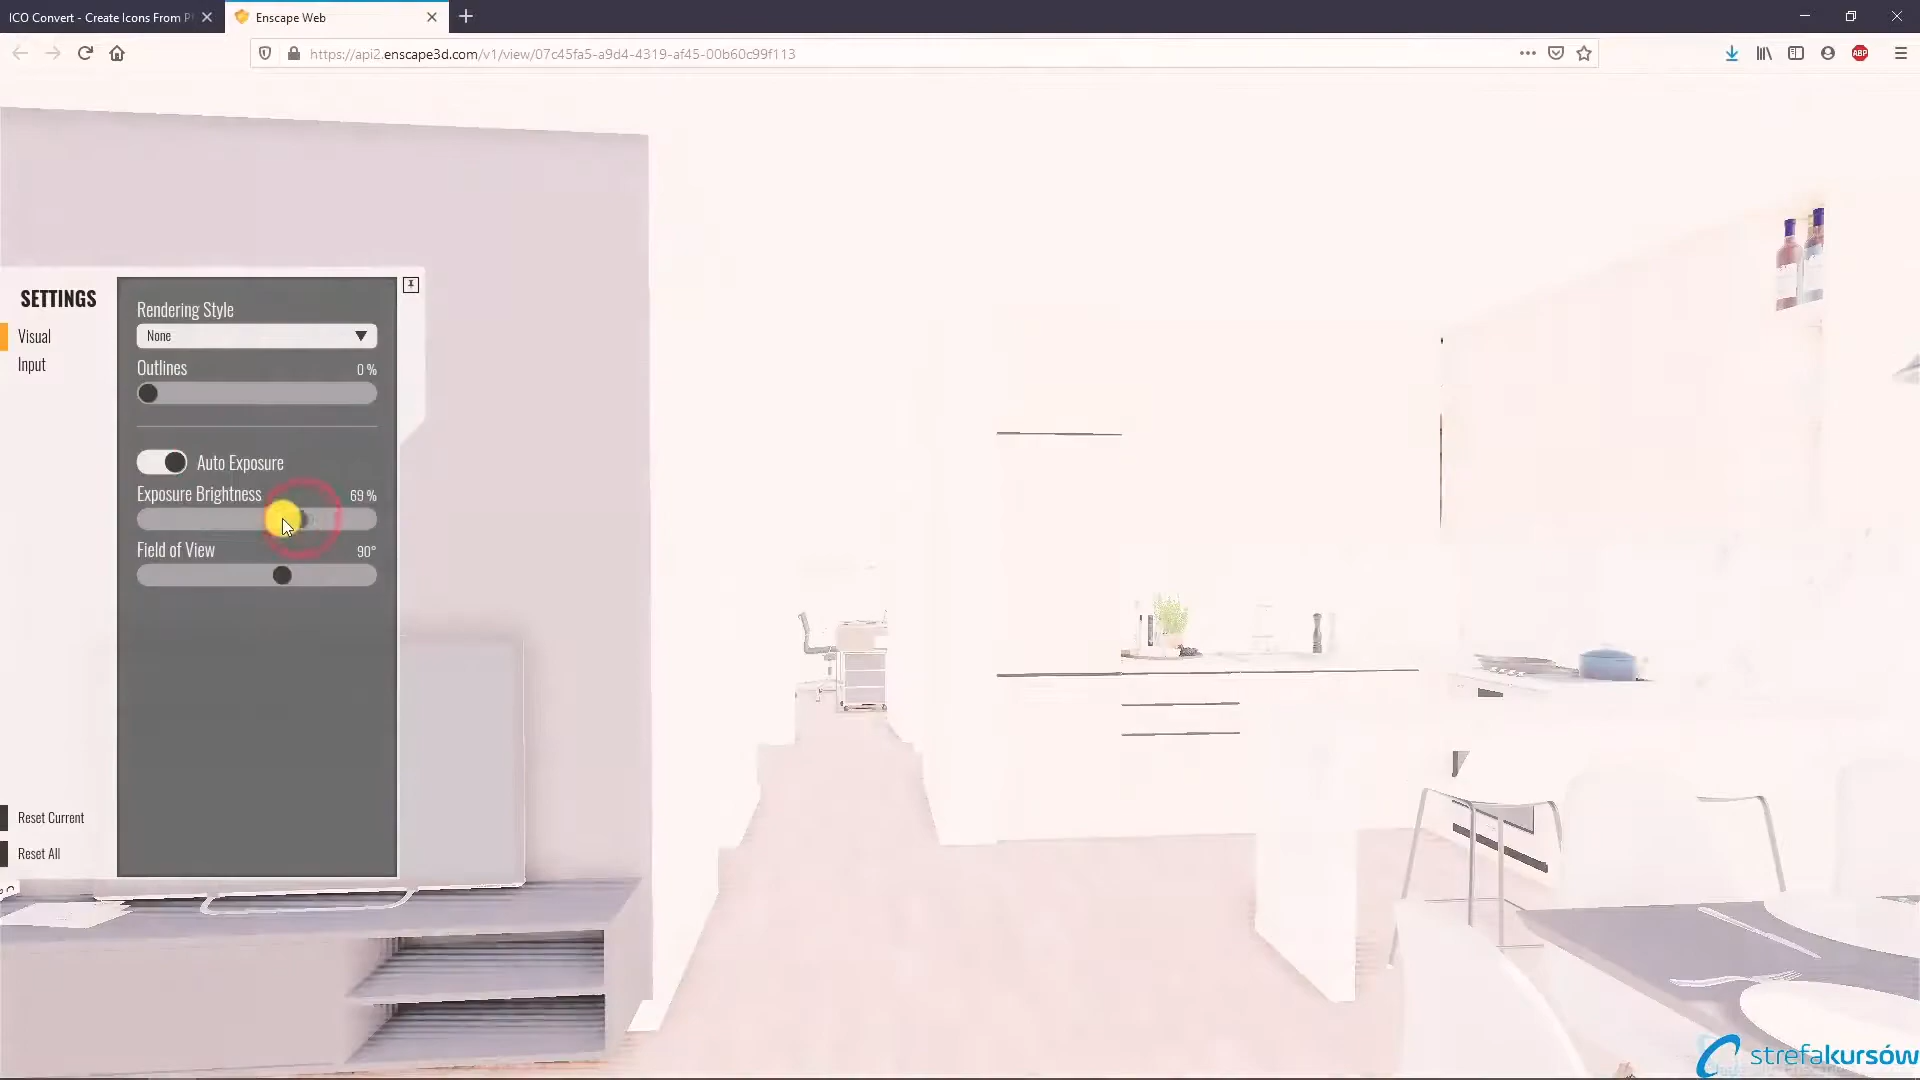 ICO Convert - Create Icons From P
Enscape Web
https://api2.enscape3d.com/v1/view/07c45fa5-a9d4-4319-af45-00b60c99f113
ABP
SETTINGS
Visual
Input
Rendering Style
None
Outlines
0 %
Auto Exposure
Exposure Brightness
69 %
Field of View
90°
Reset Current
Reset All
strefakursów